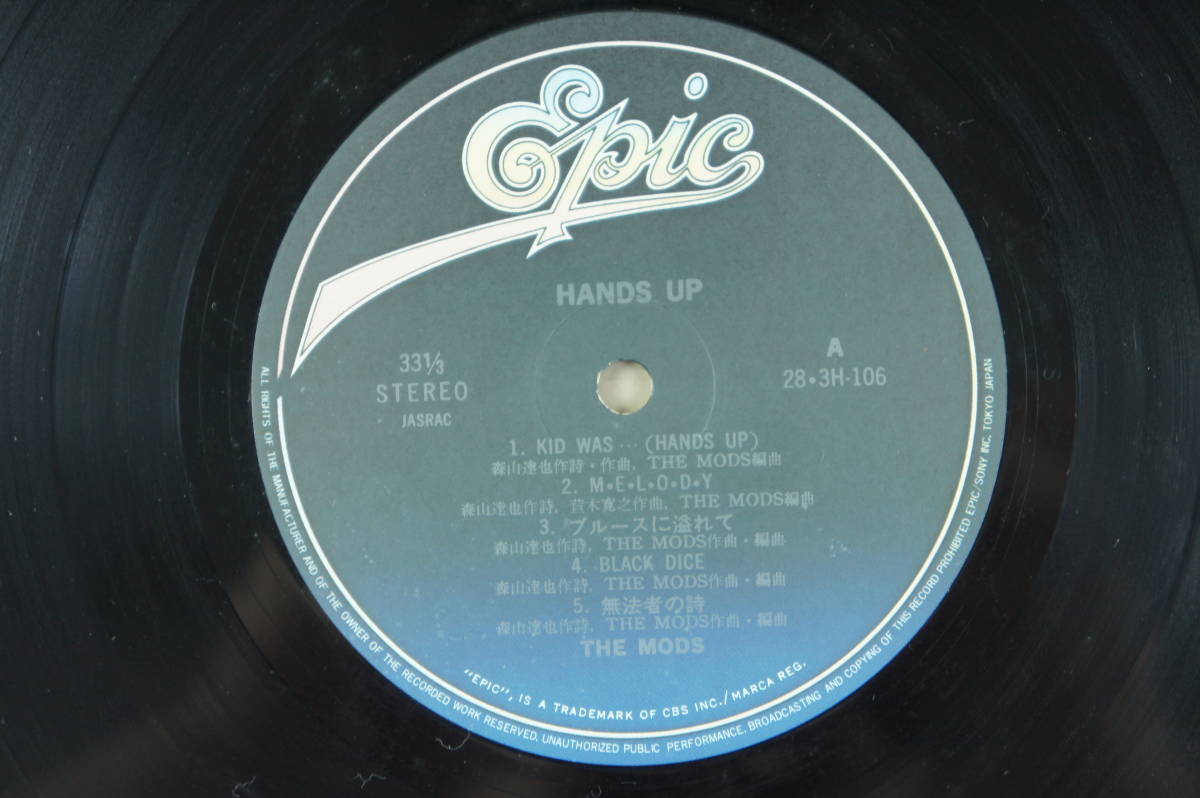 Epic
HANDS UP
33⅓
STEREO
JASRAC
A
28・3H-106
1. KID WAS … (HANDS UP)
森山達也作詩・作曲, THE MODS編曲
2. M・E・L・O・D・Y
森山達也作詩, 苣木寛之作曲, THE MODS編曲
3. ブルースに溢れて
森山達也作詩, THE MODS作曲・編曲
4. BLACK DICE
森山達也作詩, THE MODS作曲・編曲
5. 無法者の詩
森山達也作詩, THE MODS作曲・編曲
THE MODS
"EPIC", IS A TRADEMARK OF CBS INC./MARCA REG.
ALL RIGHTS OF THE MANUFACTURER AND OF THE OWNER OF THE RECORDED WORK RESERVED, UNAUTHORIZED PUBLIC PERFORMANCE, BROADCASTING AND COPYING OF THIS RECORD PROHIBITED EPIC/SONY INC. TOKYO JAPAN